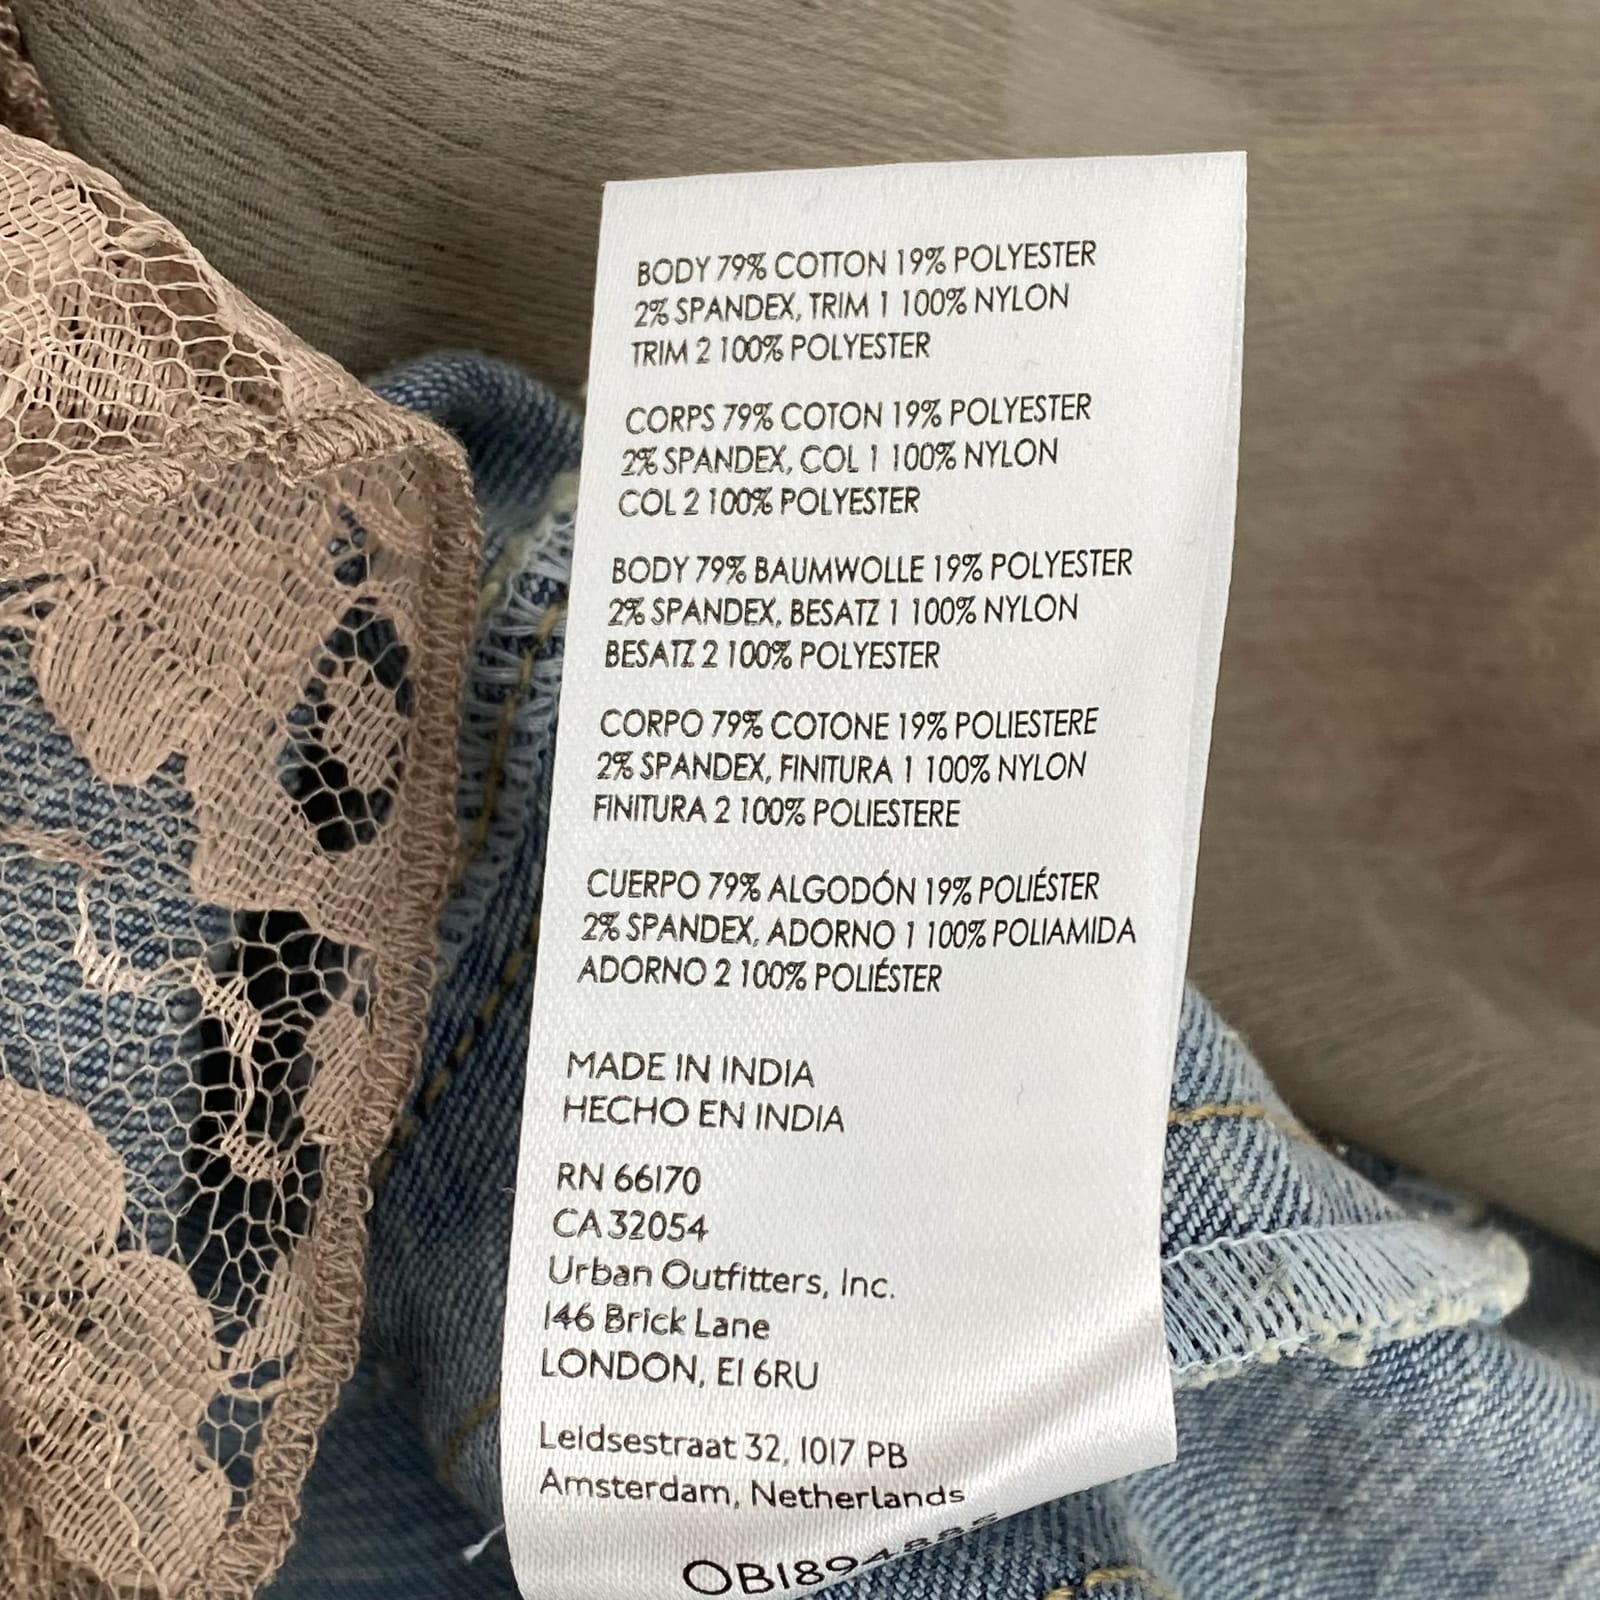 BODY 79% COTTON 19% POLYESTER
2% SPANDEX, TRIM 1 100% NYLON
TRIM 2 100% POLYESTER
CORPS 79% COTON 19% POLYESTER
2% SPANDEX, COL 1 100% NYLON
COL 2 100% POLYESTER
BODY 79% BAUMWOLLE 19% POLYESTER
2% SPANDEX, BESATZ 1 100% NYLON
BESATZ 2 100% POLYESTER
CORPO 79% COTONE 19% POLIESTERE
2% SPANDEX, FINITURA 1 100% NYLON
FINITURA 2 100% POLIESTERE
CUERPO 79% ALGODÓN 19% POLIÉSTER
2% SPANDEX, ADORNO 1 100% POLIAMIDA
ADORNO 2 100% POLIÉSTER
MADE IN INDIA
HECHO EN INDIA
RN 66170
CA 32054
Urban Outfitters, Inc.
146 Brick Lane
LONDON, E1 6RU
Leidsestraat 32, 1017 PB
Amsterdam, Netherlands